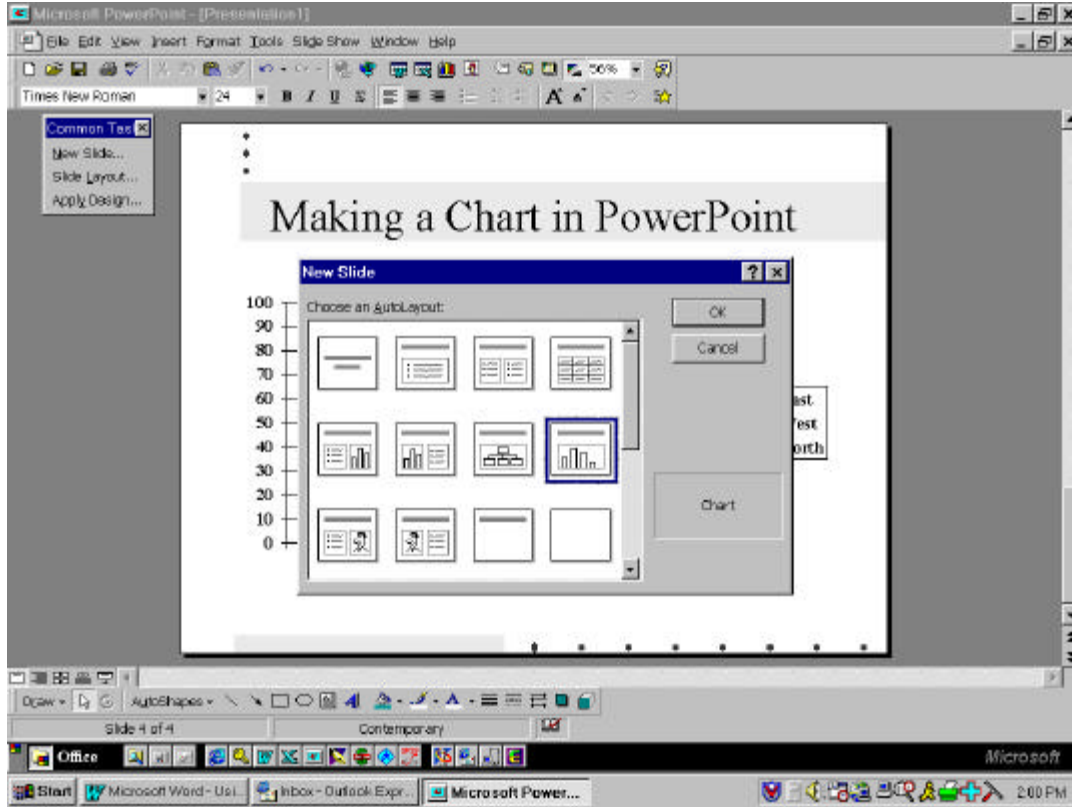 Microsoft PowerPoint - [Presentation1]
File Edit View Insert Format Tools Slide Show Window Help
56%
Times New Roman 24 B I U S A A
Common Tas
New Slide...
Slide Layout...
Apply Design...
Making a Chart in PowerPoint
New Slide
Choose an AutoLayout:
OK
Cancel
Chart
100
90
80
70
60
50
40
30
20
10
0
ast
est
orth
Draw AutoShapes
Slide 4 of 4 Contemporary
Office Microsoft
Start Microsoft Word - Usi... Inbox - Outlook Expr... Microsoft Power... 2:00 PM